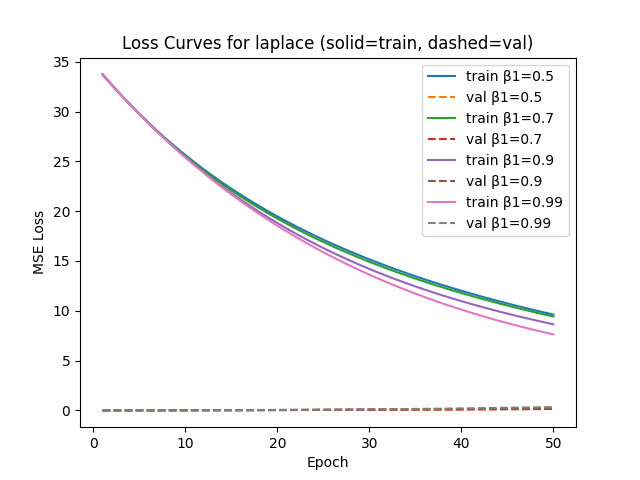 Loss Curves for laplace (solid=train, dashed=val)
MSE Loss
35
30
25
20
15
10
5
0
train β1=0.5
val β1=0.5
train β1=0.7
val β1=0.7
train β1=0.9
val β1=0.9
train β1=0.99
val β1=0.99
0 10 20 30 40 50
Epoch